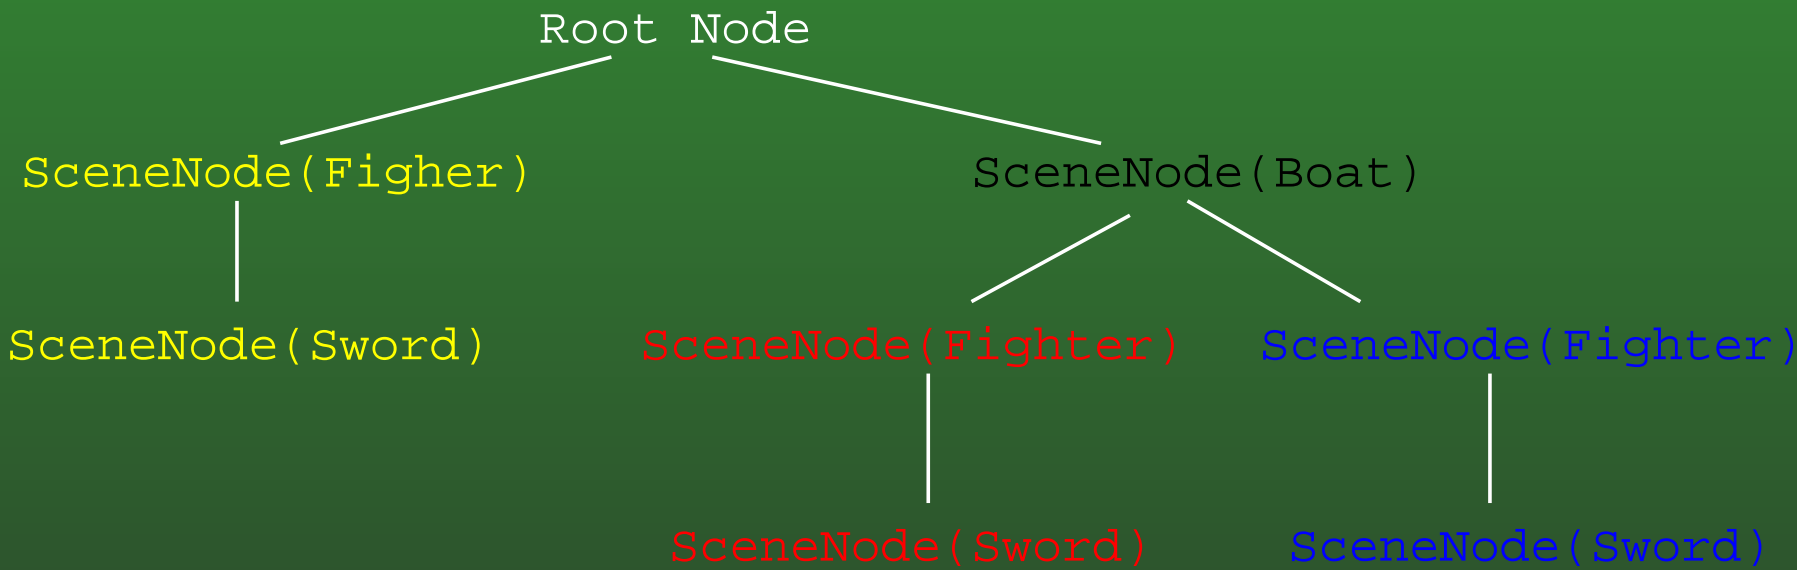 Root Node
SceneNode(Figher)
SceneNode(Boat)
SceneNode(Sword)
SceneNode(Fighter)
SceneNode(Fighter)
SceneNode(Sword)
SceneNode(Sword)